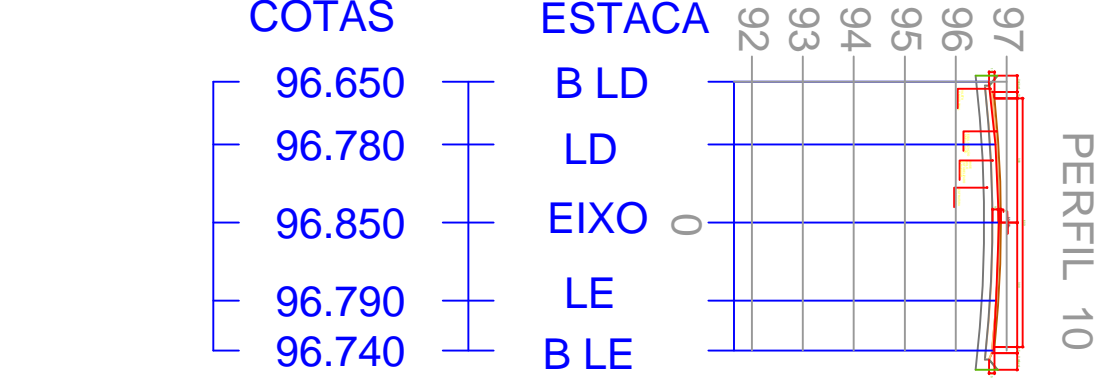 COTAS ESTACA 92 93 94 95 96 97
96.650 B LD
96.780 LD
96.850 EIXO 0
96.790 LE
96.740 B LE
PERFIL 10